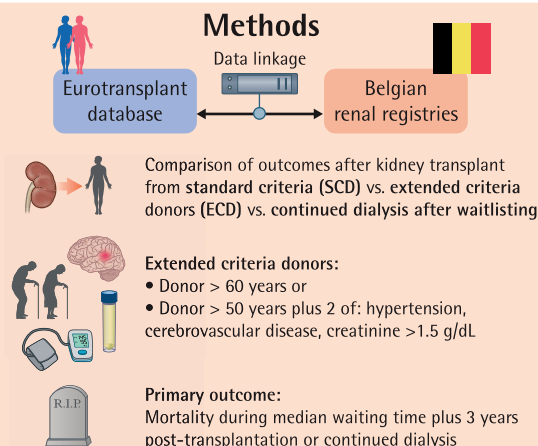 Methods
Data linkage
Eurotransplant
database
Belgian
renal registries
Comparison of outcomes after kidney transplant
from standard criteria (SCD) vs. extended criteria
donors (ECD) vs. continued dialysis after waitlisting
Extended criteria donors:
• Donor > 60 years or
• Donor > 50 years plus 2 of: hypertension,
cerebrovascular disease, creatinine >1.5 g/dL
R.I.P.
Primary outcome:
Mortality during median waiting time plus 3 years
post-transplantation or continued dialysis